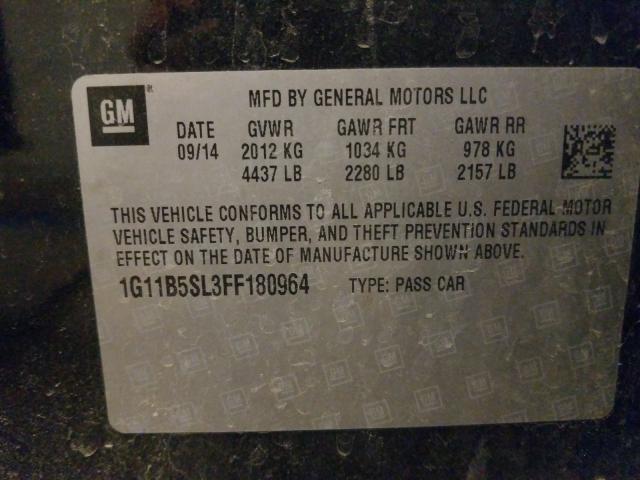 GM
MFD BY GENERAL MOTORS LLC
DATE GVWR GAWR FRT GAWR RR
09/14 2012 KG 1034 KG 978 KG
4437 LB 2280 LB 2157 LB
THIS VEHICLE CONFORMS TO ALL APPLICABLE U.S. FEDERAL MOTOR
VEHICLE SAFETY, BUMPER, AND THEFT PREVENTION STANDARDS IN
EFFECT ON THE DATE OF MANUFACTURE SHOWN ABOVE.
1G11B5SL3FF180964 TYPE: PASS CAR